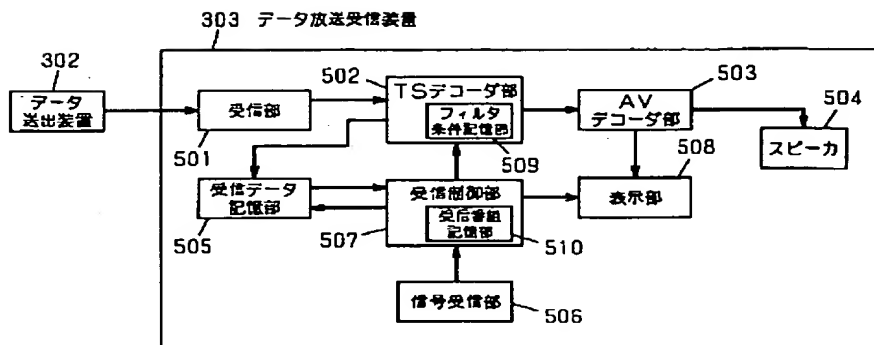 303 データ放送受信装置
302
データ
送出装置
受信部
501
502
TSデコーダ部
フィルタ
条件記憶部
509
503
AV
デコーダ部
504
スピーカ
受信データ
記憶部
505
受信制御部
受信番組
記憶部
507
510
508
表示部
信号受信部
506